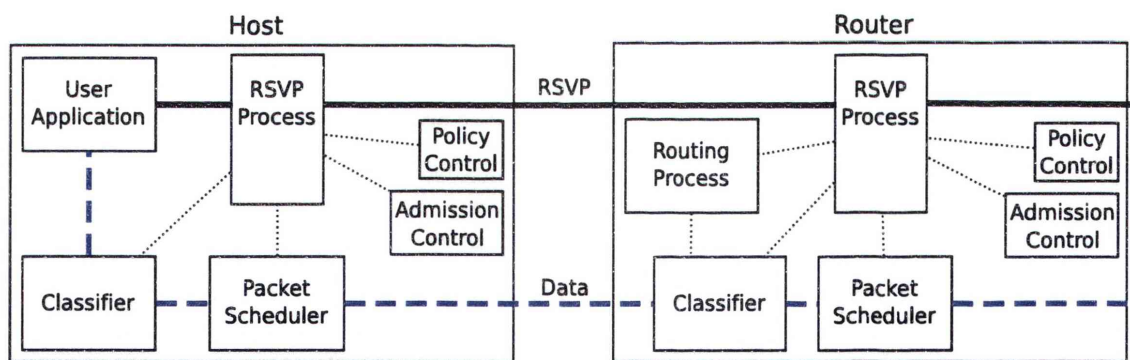 Host
User
Application
RSVP
Process
Policy
Control
Admission
Control
Classifier
Packet
Scheduler
RSVP
Data
Router
RSVP
Process
Routing
Process
Policy
Control
Admission
Control
Classifier
Packet
Scheduler